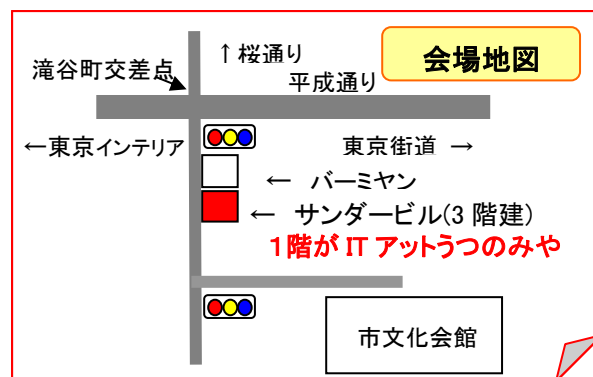 会場地図
↑桜通り
滝谷町交差点
平成通り
←東京インテリア
東京街道 →
← バーミヤン
← サンダービル(3 階建)
1階が IT アットうつのみや
市文化会館